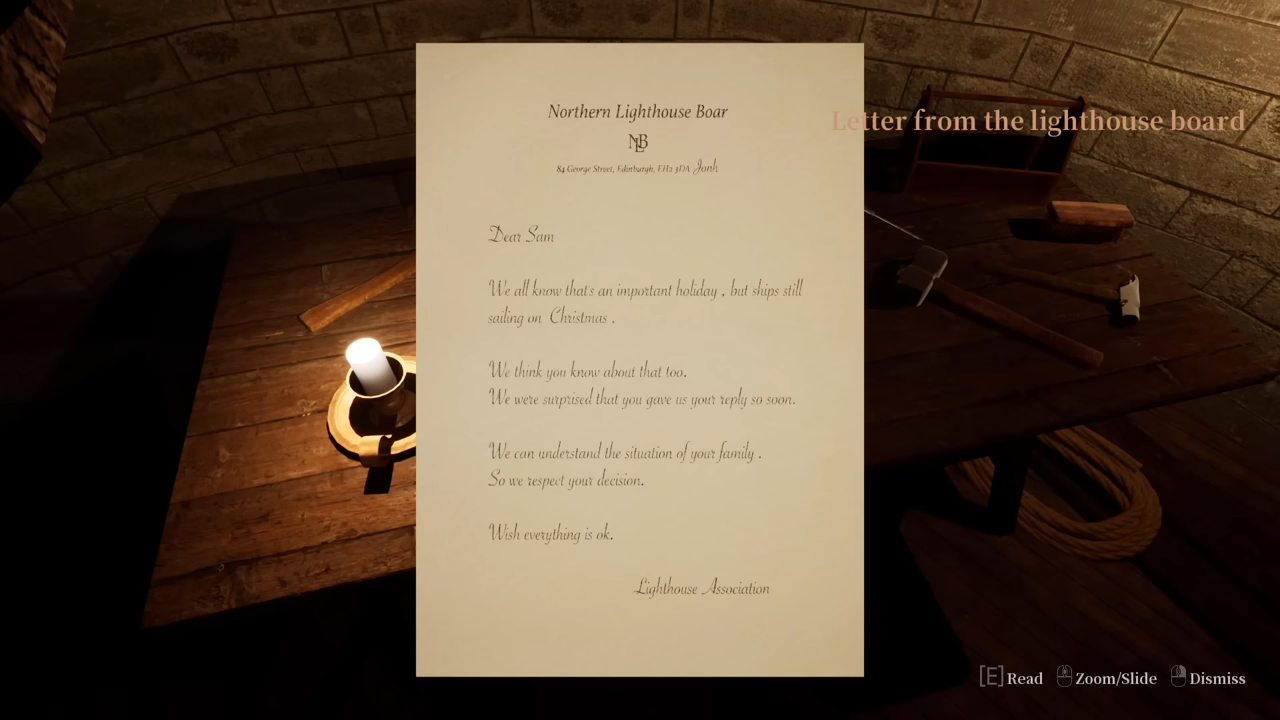 Northern Lighthouse Boar
NLB
84 George Street, Edinburgh, EH2 3DA Jonh
Letter from the lighthouse board
Dear Sam
We all know that's an important holiday , but ships still
sailing on Christmas .
We think you know about that too.
We were surprised that you gave us your reply so soon.
We can understand the situation of your family .
So we respect your decision.
Wish everything is ok.
Lighthouse Association
[E] Read Zoom/Slide Dismiss